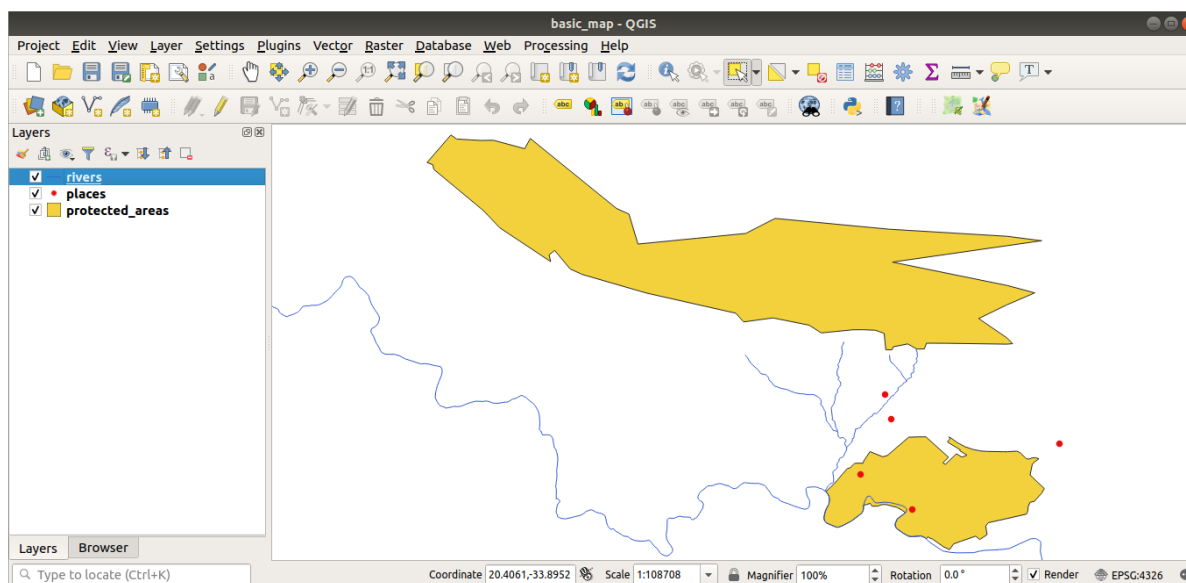 basic_map - QGIS
Project Edit View Layer Settings Plugins Vector Raster Database Web Processing Help
Layers
rivers
places
protected_areas
Layers Browser
Type to locate (Ctrl+K) Coordinate 20.4061,-33.8952 Scale 1:108708 Magnifier 100% Rotation 0.0 ° Render EPSG:4326